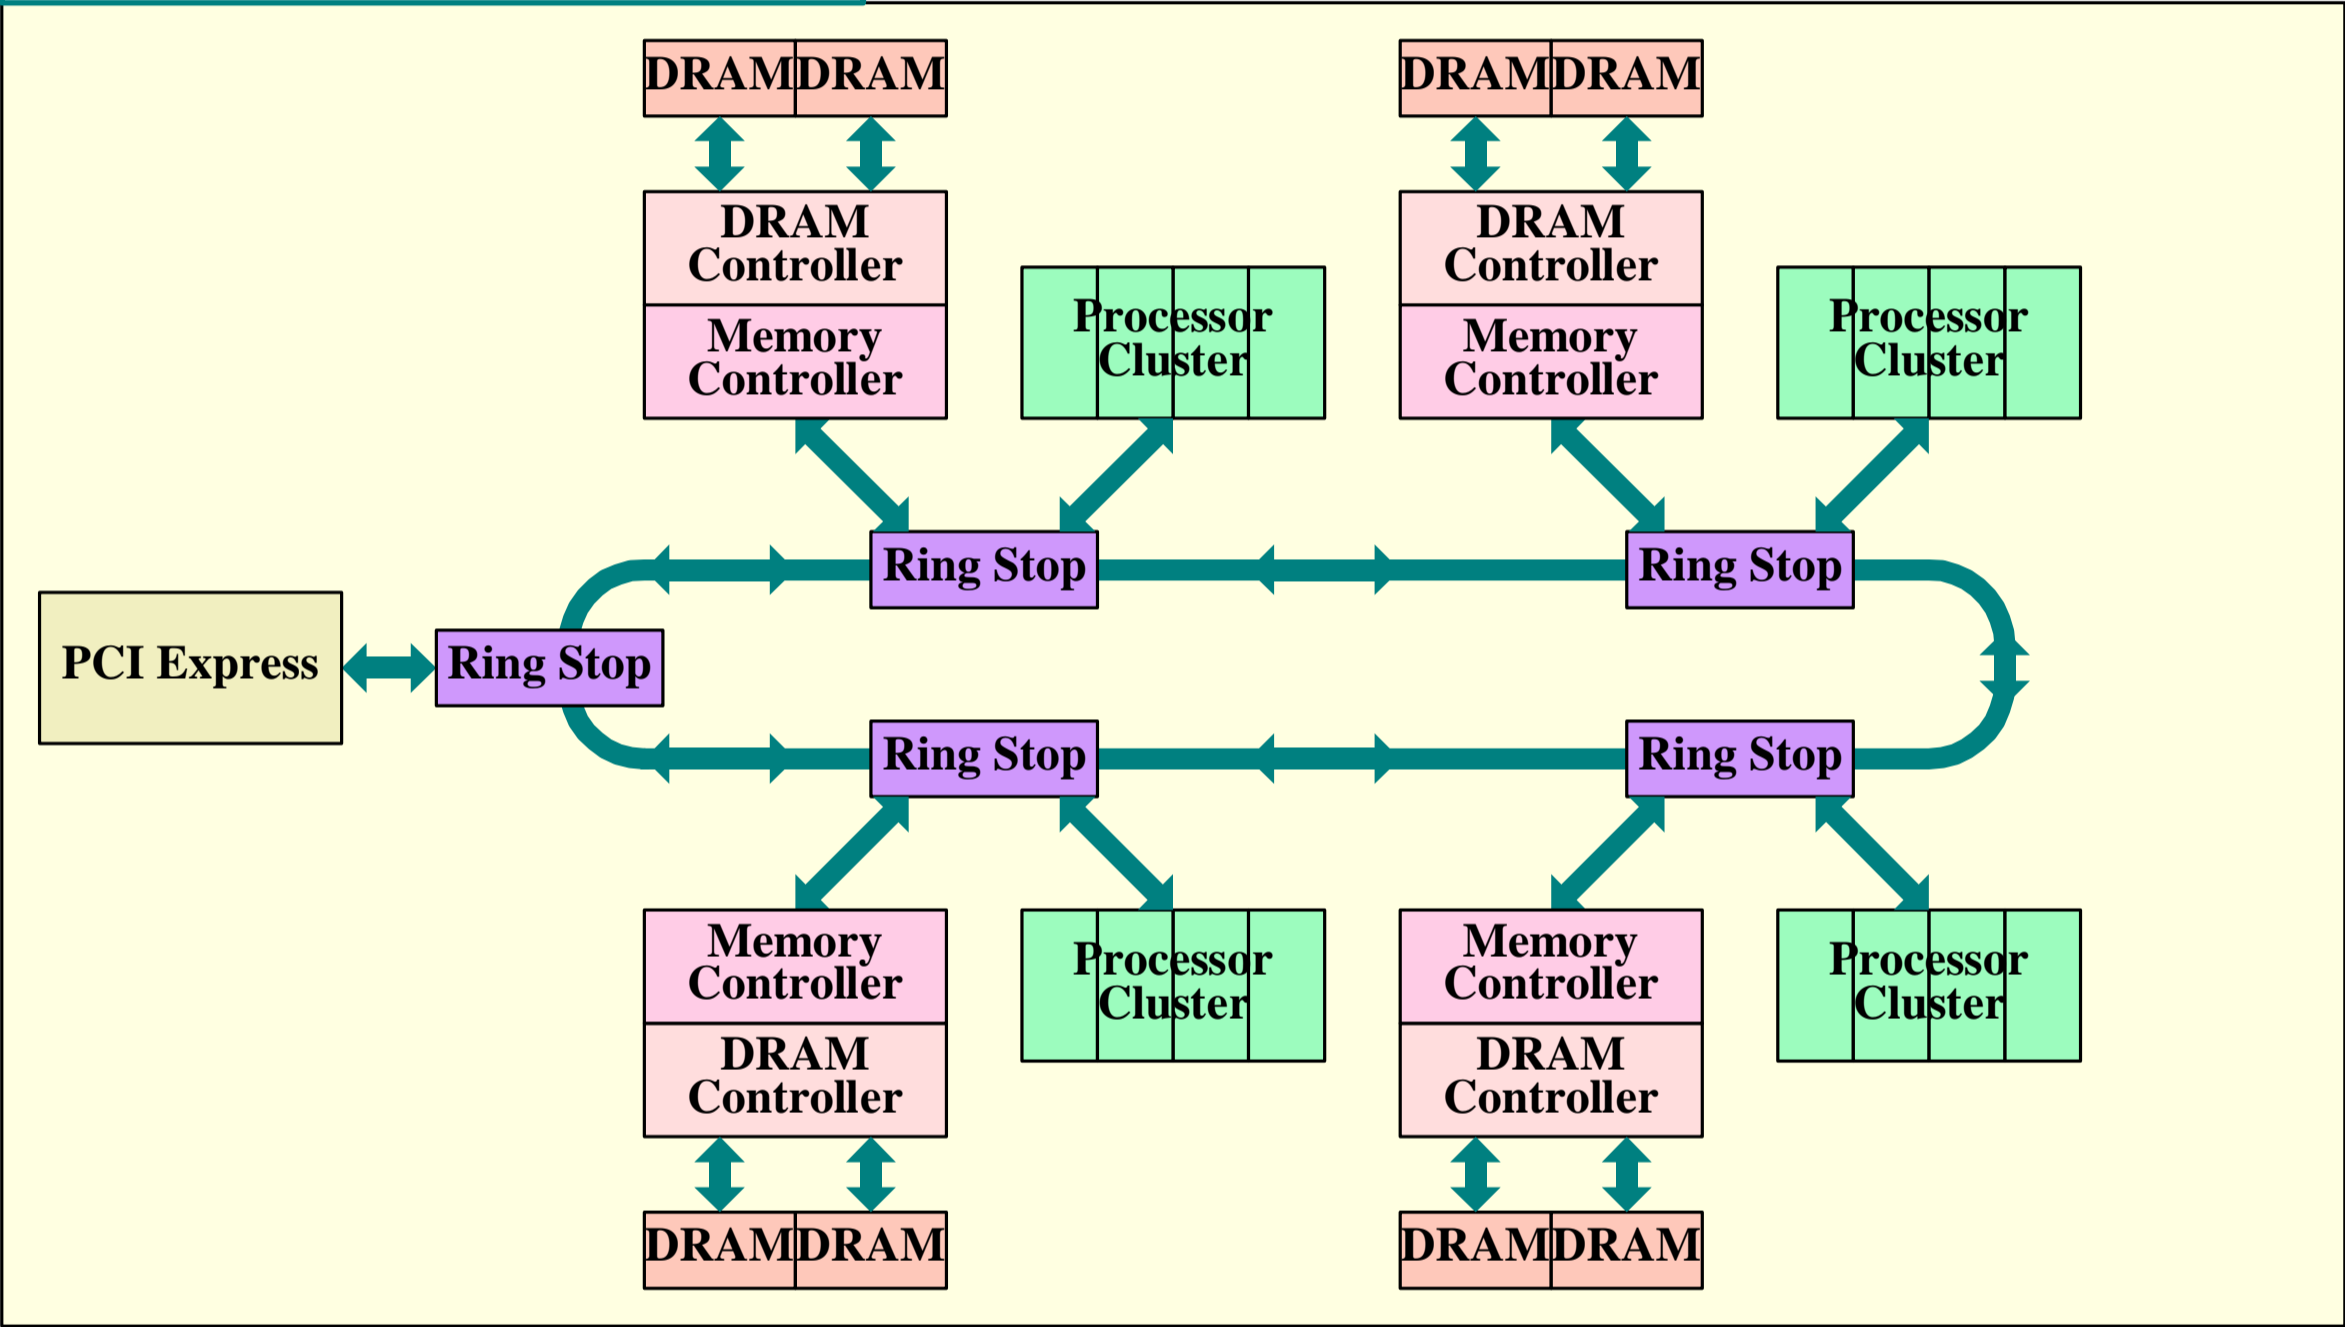 DRAM DRAM DRAM DRAM
DRAM
Controller
DRAM
Controller
Memory
Controller
Processor
Cluster
Memory
Controller
Processor
Cluster
Ring Stop
Ring Stop
PCI Express
Ring Stop
Ring Stop
Ring Stop
Memory
Controller
Processor
Cluster
Memory
Controller
Processor
Cluster
DRAM
Controller
DRAM
Controller
DRAM DRAM DRAM DRAM